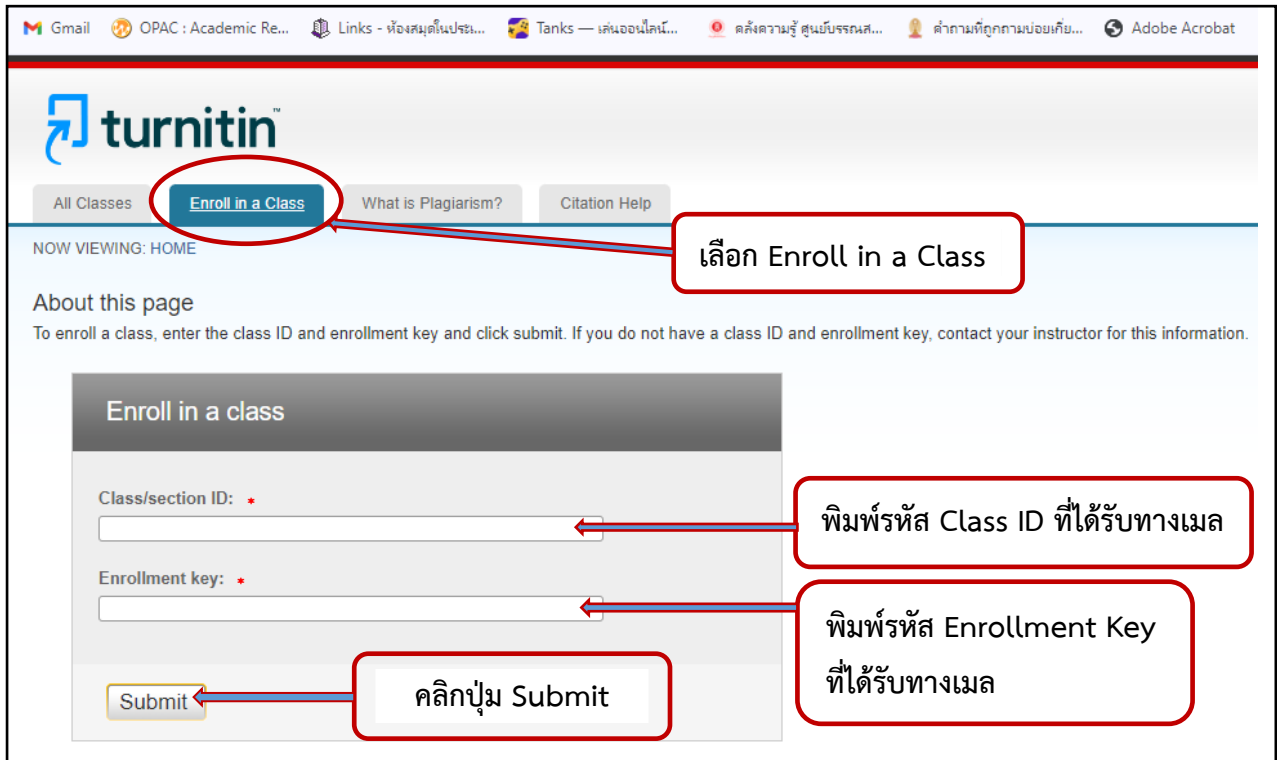 Gmail OPAC : Academic Re... Links - ห้องสมุดในประเ... Tanks — เล่นออนไลน์... คลังความรู้ ศูนย์บรรณส... คำถามที่ถูกถามบ่อยเกี่ย... Adobe Acrobat
turnitin™
All Classes Enroll in a Class What is Plagiarism? Citation Help
NOW VIEWING: HOME
เลือก Enroll in a Class
About this page
To enroll a class, enter the class ID and enrollment key and click submit. If you do not have a class ID and enrollment key, contact your instructor for this information.
Enroll in a class
Class/section ID: *
พิมพ์รหัส Class ID ที่ได้รับทางเมล
Enrollment key: *
พิมพ์รหัส Enrollment Key
ที่ได้รับทางเมล
Submit
คลิกปุ่ม Submit